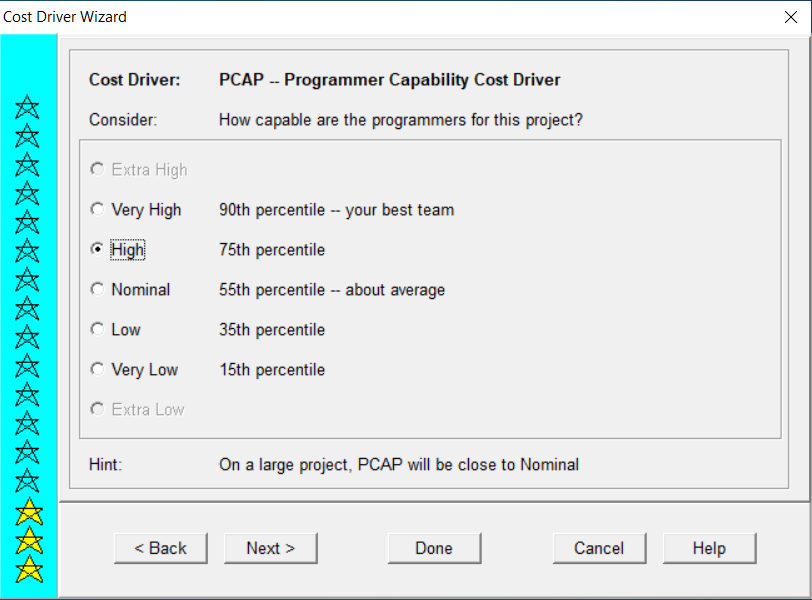 Cost Driver Wizard
Cost Driver: PCAP -- Programmer Capability Cost Driver
Consider: How capable are the programmers for this project?
Extra High
Very High 90th percentile -- your best team
High 75th percentile
Nominal 55th percentile -- about average
Low 35th percentile
Very Low 15th percentile
Extra Low
Hint: On a large project, PCAP will be close to Nominal
< Back Next > Done Cancel Help